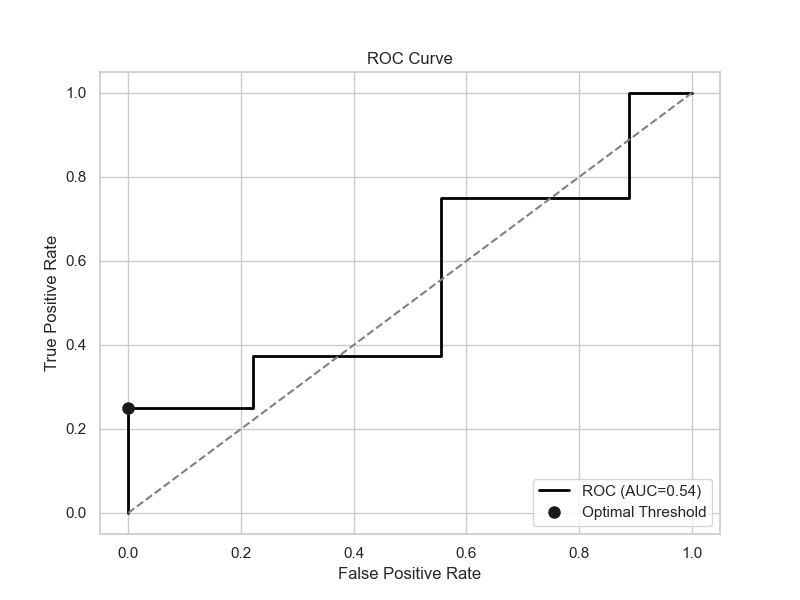 ROC Curve
1.0
0.8
0.6
0.4
0.2
0.0
True Positive Rate
0.0 0.2 0.4 0.6 0.8 1.0
False Positive Rate
ROC (AUC=0.54)
Optimal Threshold